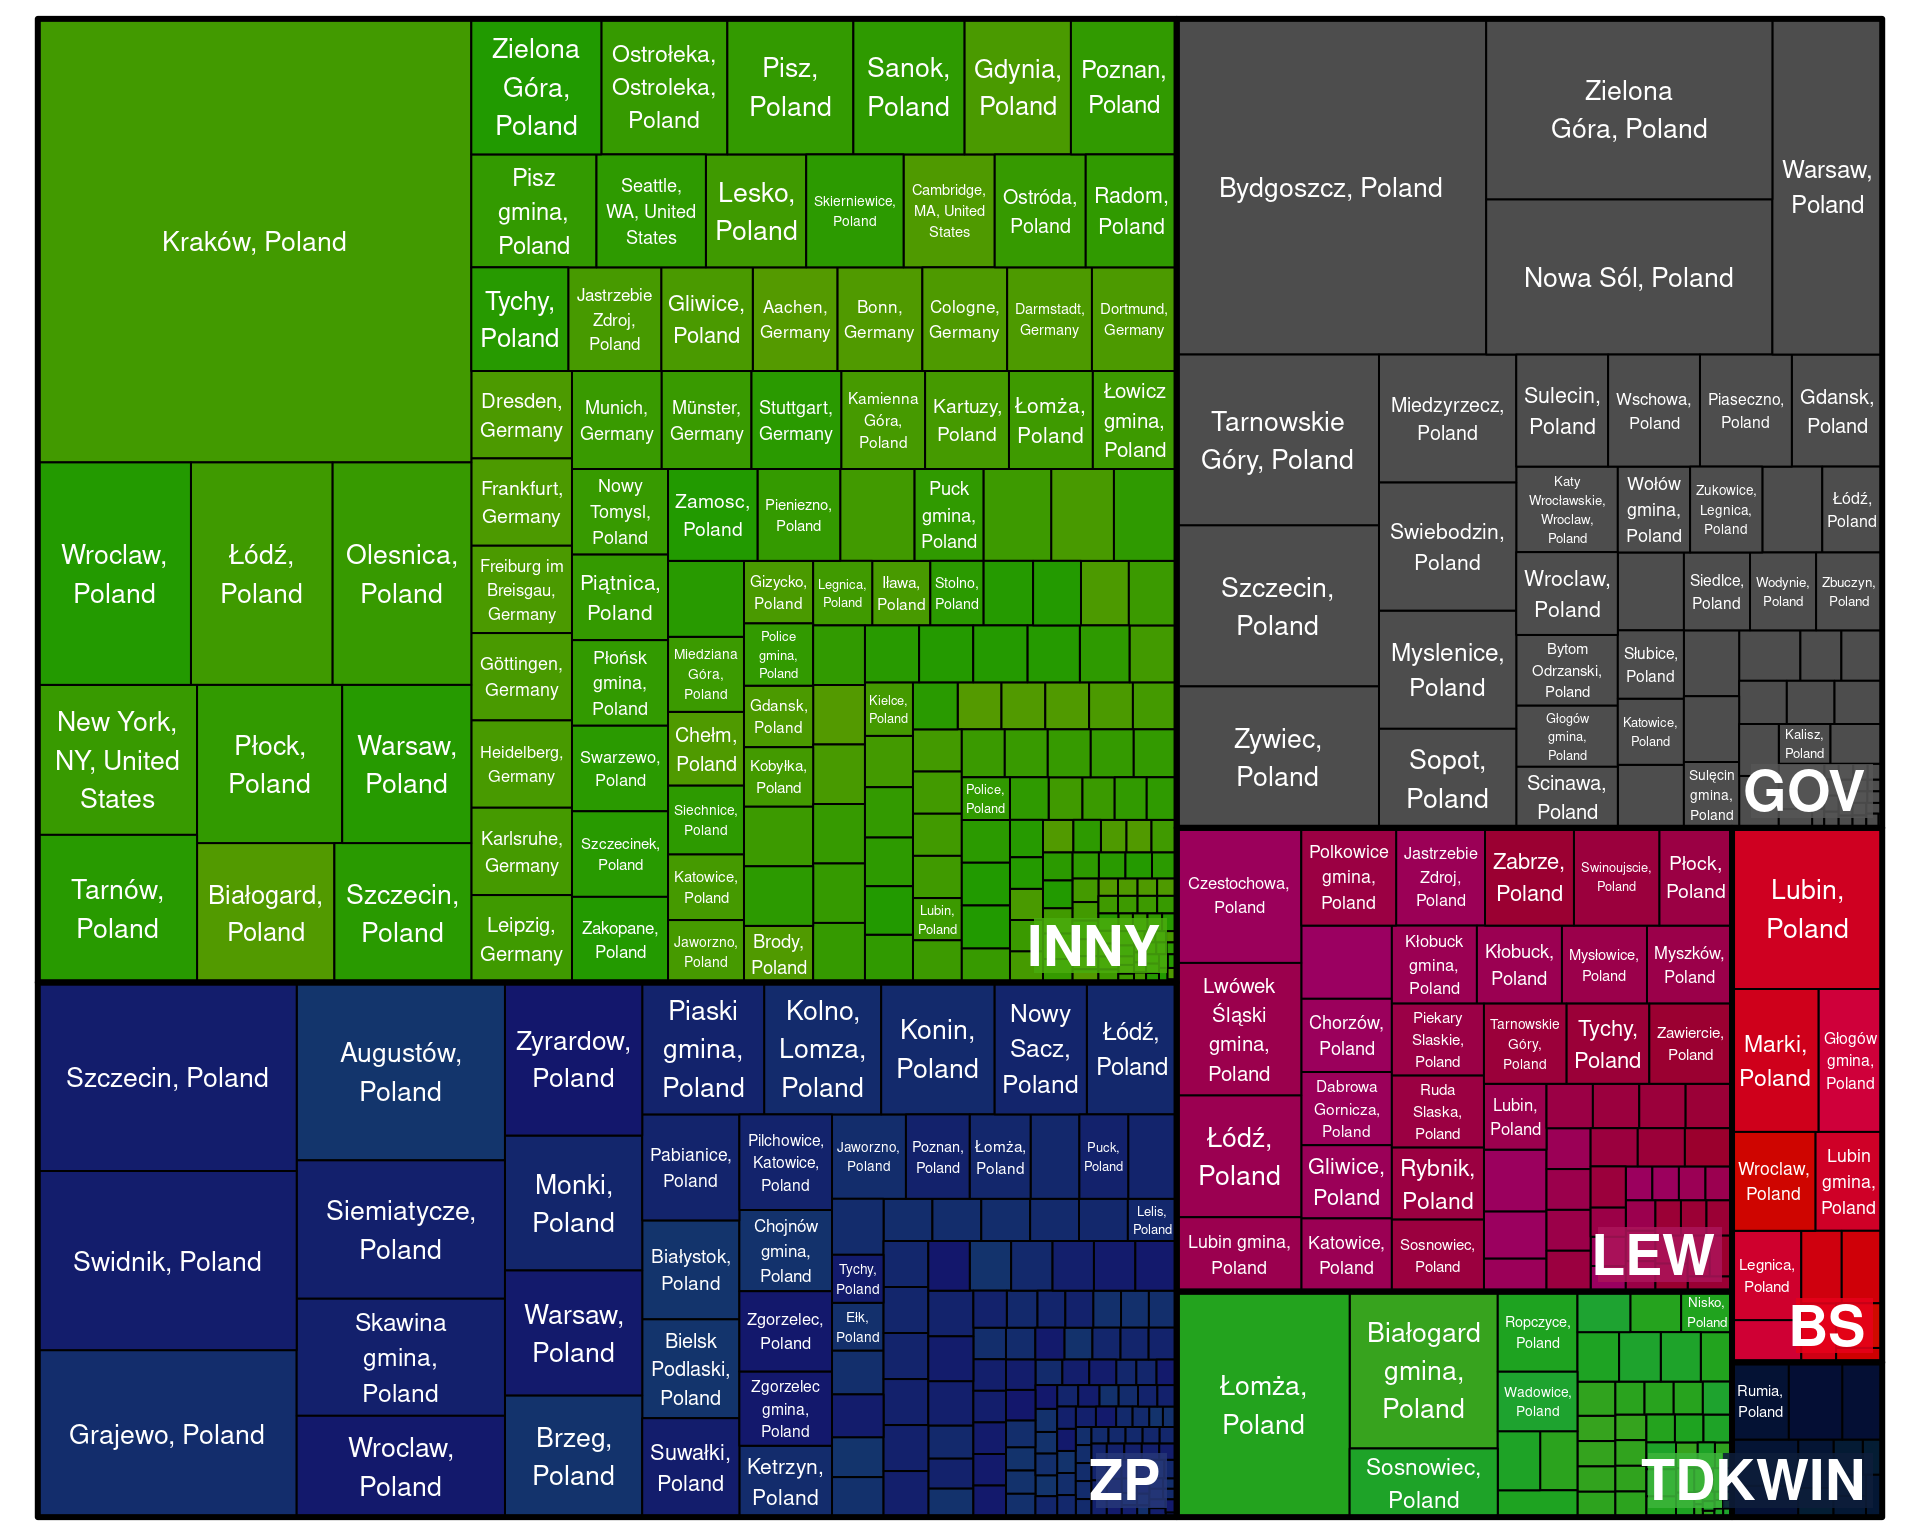 Kraków, Poland
Wroclaw,
Poland
Łódź,
Poland
Olesnica,
Poland
New York,
NY, United
States
Płock,
Poland
Warsaw,
Poland
Tarnów,
Poland
Białogard,
Poland
Szczecin,
Poland
Zielona
Góra,
Poland
Ostrołeka,
Ostroleka,
Poland
Pisz,
Poland
Sanok,
Poland
Gdynia,
Poland
Poznan,
Poland
Pisz
gmina,
Poland
Seattle,
WA, United
States
Lesko,
Poland
Skierniewice,
Poland
Cambridge,
MA, United
States
Ostróda,
Poland
Radom,
Poland
Tychy,
Poland
Jastrzebie
Zdroj,
Poland
Gliwice,
Poland
Aachen,
Germany
Bonn,
Germany
Cologne,
Germany
Darmstadt,
Germany
Dortmund,
Germany
Dresden,
Germany
Munich,
Germany
Münster,
Germany
Stuttgart,
Germany
Kamienna
Góra,
Poland
Kartuzy,
Poland
Łomża,
Poland
Łowicz
gmina,
Poland
Frankfurt,
Germany
Freiburg im
Breisgau,
Germany
Göttingen,
Germany
Heidelberg,
Germany
Karlsruhe,
Germany
Leipzig,
Germany
Nowy
Tomysl,
Poland
Piątnica,
Poland
Płońsk
gmina,
Poland
Swarzewo,
Poland
Szczecinek,
Poland
Zakopane,
Poland
Zamosc,
Poland
Pieniezno,
Poland
Puck
gmina,
Poland
Miedziana
Góra,
Poland
Chełm,
Poland
Siechnice,
Poland
Katowice,
Poland
Jaworzno,
Poland
Gizycko,
Poland
Police
gmina,
Poland
Gdansk,
Poland
Kobyłka,
Poland
Brody,
Poland
Legnica,
Poland
Iława,
Poland
Stolno,
Poland
Kielce,
Poland
Police,
Poland
Lubin,
Poland
INNY
Bydgoszcz, Poland
Zielona
Góra, Poland
Nowa Sól, Poland
Warsaw,
Poland
Tarnowskie
Góry, Poland
Szczecin,
Poland
Zywiec,
Poland
Miedzyrzecz,
Poland
Swiebodzin,
Poland
Myslenice,
Poland
Sopot,
Poland
Sulecin,
Poland
Wschowa,
Poland
Piaseczno,
Poland
Gdansk,
Poland
Katy
Wrocławskie,
Wroclaw,
Poland
Wołów
gmina,
Poland
Zukowice,
Legnica,
Poland
Łódź,
Poland
Wroclaw,
Poland
Siedlce,
Poland
Wodynie,
Poland
Zbuczyn,
Poland
Bytom
Odrzanski,
Poland
Słubice,
Poland
Głogów
gmina,
Poland
Katowice,
Poland
Kalisz,
Poland
Scinawa,
Poland
Sulęcin
gmina,
Poland
GOV
Szczecin, Poland
Swidnik, Poland
Grajewo, Poland
Augustów,
Poland
Siemiatycze,
Poland
Skawina
gmina,
Poland
Wroclaw,
Poland
Zyrardow,
Poland
Monki,
Poland
Warsaw,
Poland
Brzeg,
Poland
Piaski
gmina,
Poland
Kolno,
Lomza,
Poland
Konin,
Poland
Nowy
Sacz,
Poland
Łódź,
Poland
Pabianice,
Poland
Białystok,
Poland
Bielsk
Podlaski,
Poland
Suwałki,
Poland
Pilchowice,
Katowice,
Poland
Chojnów
gmina,
Poland
Zgorzelec,
Poland
Zgorzelec
gmina,
Poland
Ketrzyn,
Poland
Jaworzno,
Poland
Poznan,
Poland
Łomża,
Poland
Puck,
Poland
Lelis,
Poland
Tychy,
Poland
Ełk,
Poland
ZP
Czestochowa,
Poland
Lwówek
Śląski
gmina,
Poland
Łódź,
Poland
Lubin gmina,
Poland
Polkowice
gmina,
Poland
Jastrzebie
Zdroj,
Poland
Zabrze,
Poland
Swinoujscie,
Poland
Płock,
Poland
Kłobuck
gmina,
Poland
Kłobuck,
Poland
Mysłowice,
Poland
Myszków,
Poland
Chorzów,
Poland
Piekary
Slaskie,
Poland
Tarnowskie
Góry,
Poland
Tychy,
Poland
Zawiercie,
Poland
Dabrowa
Gornicza,
Poland
Ruda
Slaska,
Poland
Lubin,
Poland
Gliwice,
Poland
Rybnik,
Poland
Katowice,
Poland
Sosnowiec,
Poland
LEW
Lubin,
Poland
Marki,
Poland
Głogów
gmina,
Poland
Wroclaw,
Poland
Lubin
gmina,
Poland
Legnica,
Poland
BS
Łomża,
Poland
Białogard
gmina,
Poland
Sosnowiec,
Poland
Ropczyce,
Poland
Wadowice,
Poland
Nisko,
Poland
Rumia,
Poland
TDKWIN